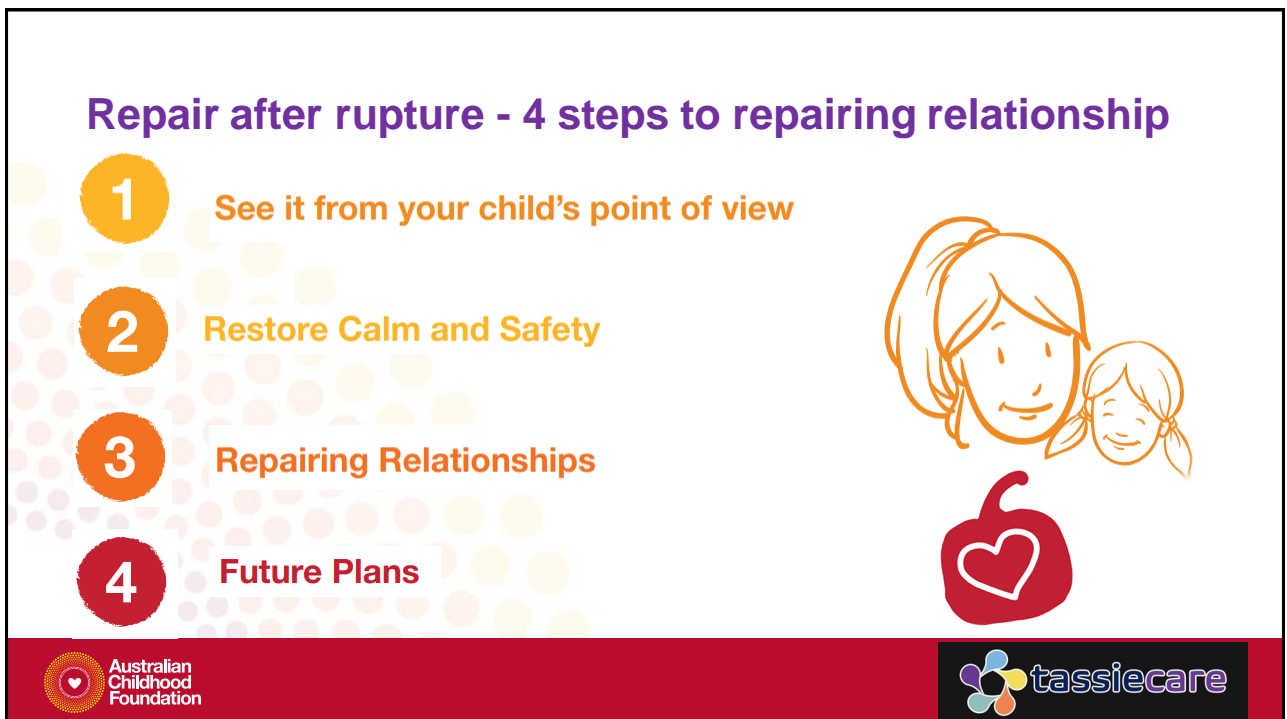 Repair after rupture - 4 steps to repairing relationship
1 See it from your child's point of view
2 Restore Calm and Safety
3 Repairing Relationships
4 Future Plans
Australian
Childhood
Foundation
tassiecare